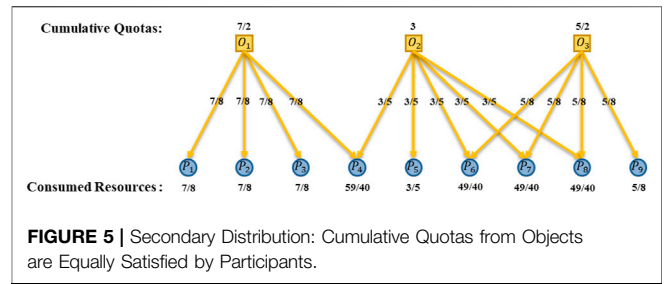 Cumulative Quotas: 7/2 3 5/2
O1 O2 O3
7/8 7/8 7/8 7/8 3/5 3/5 3/5 3/5 3/5 5/8 5/8 5/8 5/8
P1 P2 P3 P4 P5 P6 P7 P8 P9
Consumed Resources: 7/8 7/8 7/8 59/40 3/5 49/40 49/40 49/40 5/8
FIGURE 5 | Secondary Distribution: Cumulative Quotas from Objects
are Equally Satisfied by Participants.